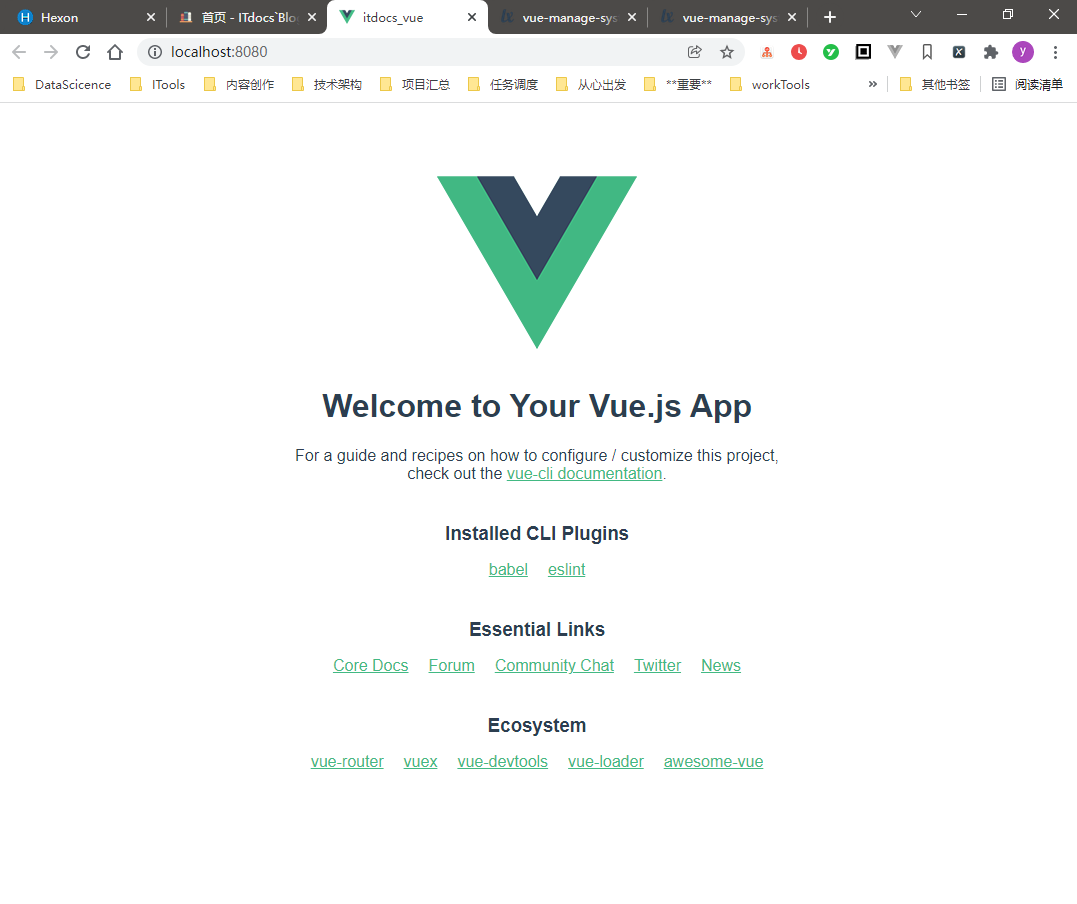 Hexon
首页 - ITdocs`Blo
itdocs_vue
vue-manage-sys
vue-manage-sys
localhost:8080
y
DataScicence
ITools
内容创作
技术架构
项目汇总
任务调度
从心出发
**重要**
workTools
»
其他书签
阅读清单
Welcome to Your Vue.js App
For a guide and recipes on how to configure / customize this project,
check out the vue-cli documentation.
Installed CLI Plugins
babel eslint
Essential Links
Core Docs Forum Community Chat Twitter News
Ecosystem
vue-router vuex vue-devtools vue-loader awesome-vue